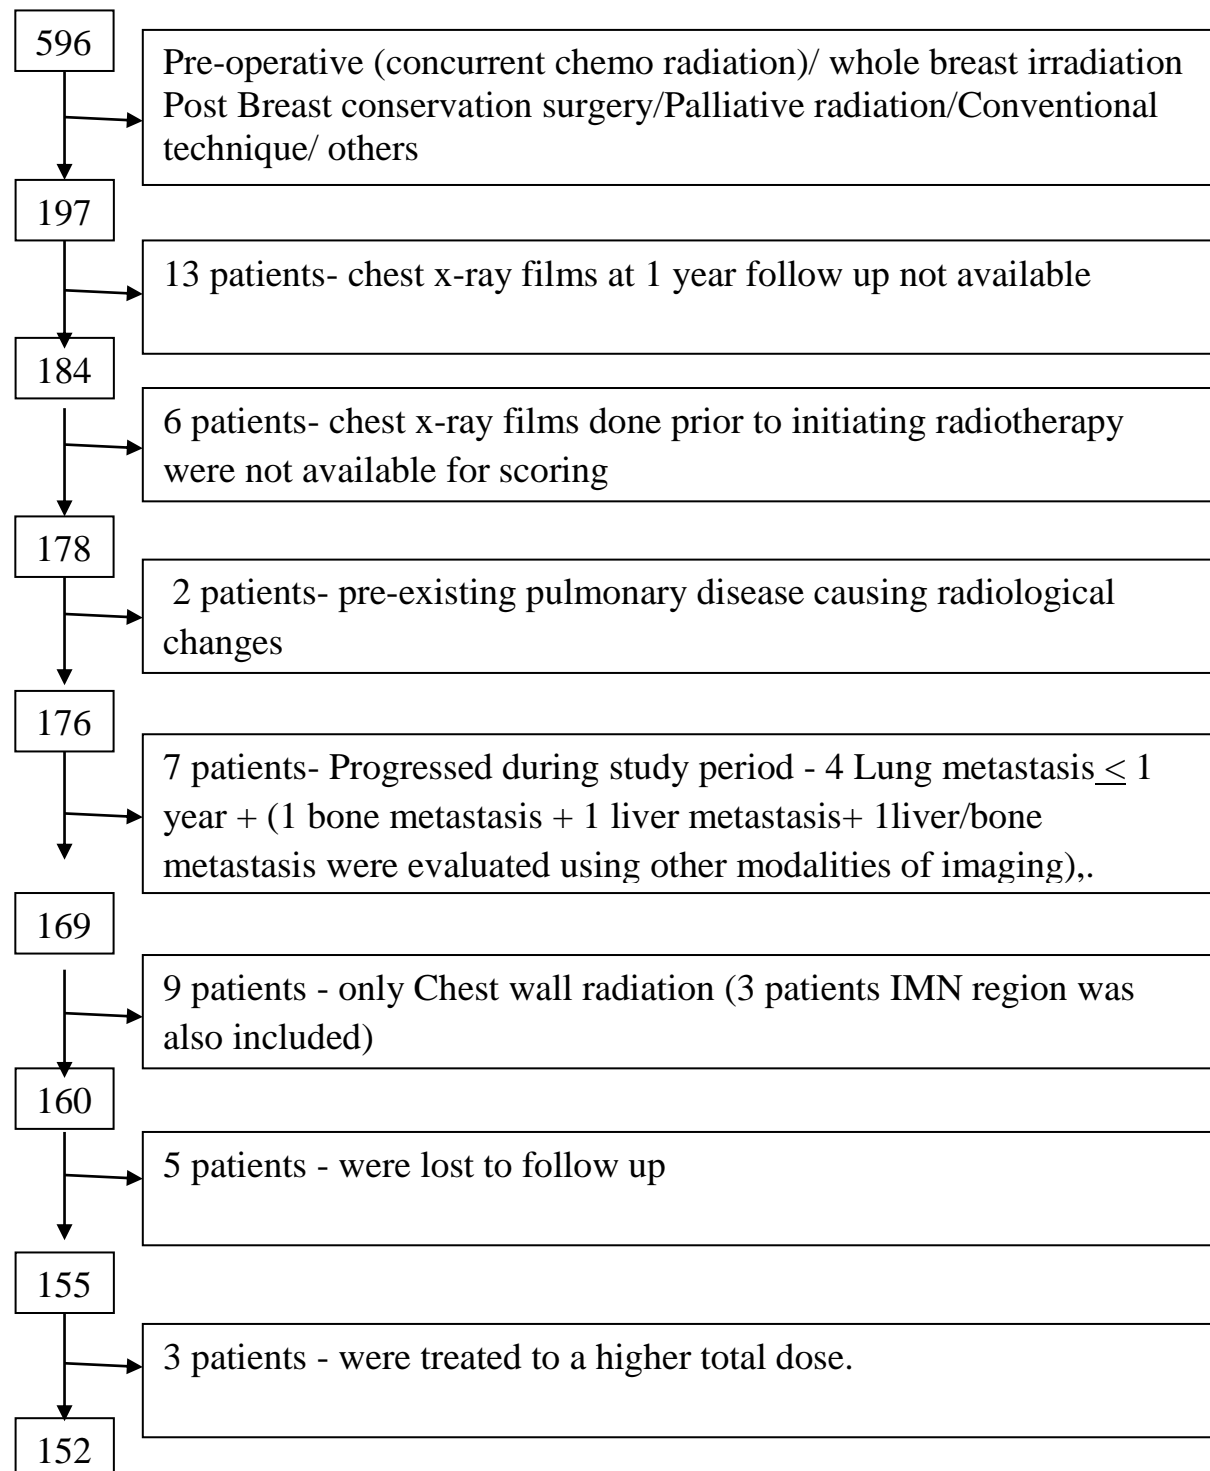 596
Pre-operative (concurrent chemo radiation)/ whole breast irradiation
Post Breast conservation surgery/Palliative radiation/Conventional
technique/ others
197
13 patients- chest x-ray films at 1 year follow up not available
184
6 patients- chest x-ray films done prior to initiating radiotherapy
were not available for scoring
178
2 patients- pre-existing pulmonary disease causing radiological
changes
176
7 patients- Progressed during study period - 4 Lung metastasis < 1
year + (1 bone metastasis + 1 liver metastasis+ 1liver/bone
metastasis were evaluated using other modalities of imaging),.
169
9 patients - only Chest wall radiation (3 patients IMN region was
also included)
160
5 patients - were lost to follow up
155
3 patients - were treated to a higher total dose.
152